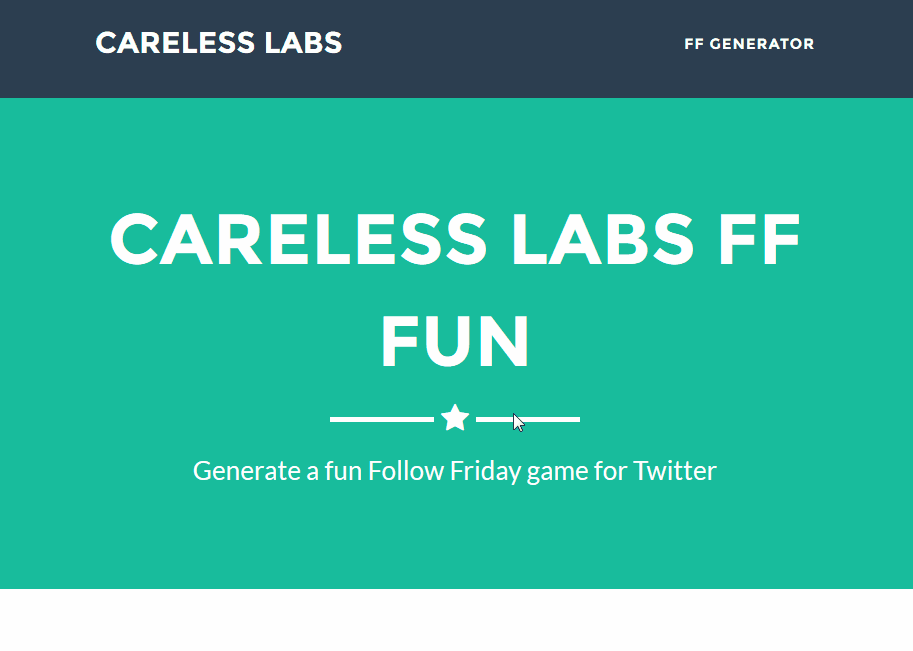 CARELESS LABS
FF GENERATOR
CARELESS LABS FF
FUN
Generate a fun Follow Friday game for Twitter